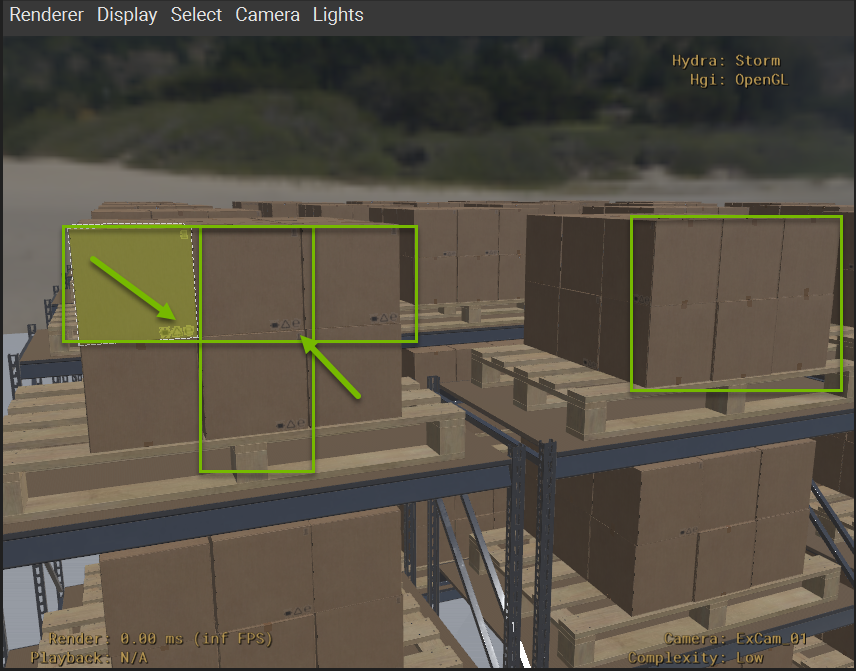 Renderer Display Select Camera Lights
Hydra: Storm
Hgi: OpenGL
Render: 0.00 ms (inf FPS)
Playback: N/A
Camera: ExCam_01
Complexity: Low